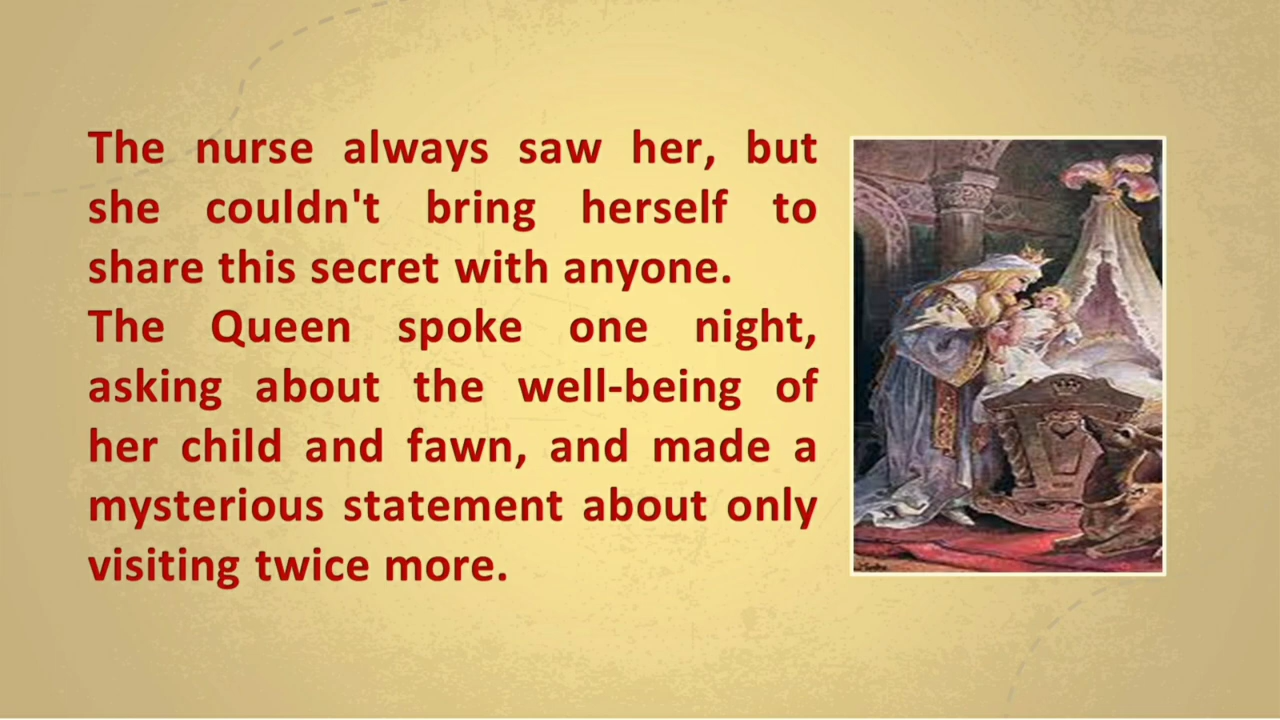 The nurse always saw her, but
she couldn't bring herself to
share this secret with anyone.
The Queen spoke one night,
asking about the well-being of
her child and fawn, and made a
mysterious statement about only
visiting twice more.